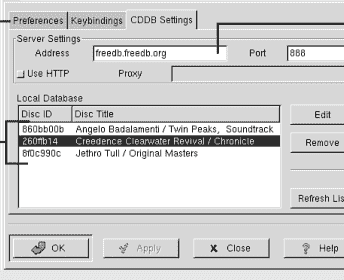 Preferences Keybindings CDDB Settings
Server Settings
Address freedb.freedb.org Port 888
Use HTTP Proxy
Local Database
Disc ID Disc Title
860bb00b Angelo Badalamenti / Twin Peaks, Soundtrack
260ffb14 Creedence Clearwater Revival / Chronicle
8f0c990c Jethro Tull / Original Masters
Edit
Remove
Refresh Lis
OK Apply Close Help